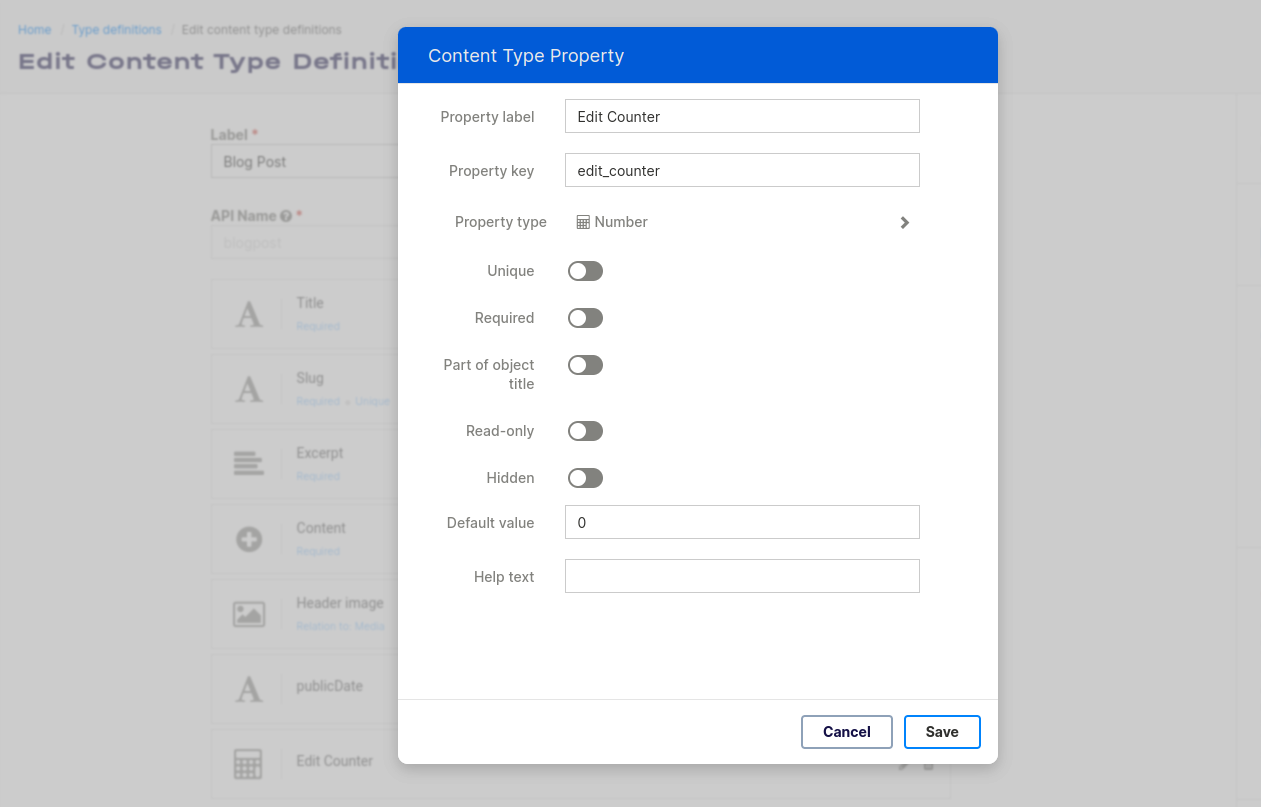 Home / Type definitions / Edit content type definitions
Edit Content Type Definiti
Label *
Blog Post
API Name *
blogpost
A Title
Required
A Slug
Required • Unique
Excerpt
Required
Content
Required
Header image
Relation to: Media
A publicDate
Edit Counter
Content Type Property
Property label Edit Counter
Property key edit_counter
Property type Number
Unique
Required
Part of object
title
Read-only
Hidden
Default value 0
Help text
Cancel Save